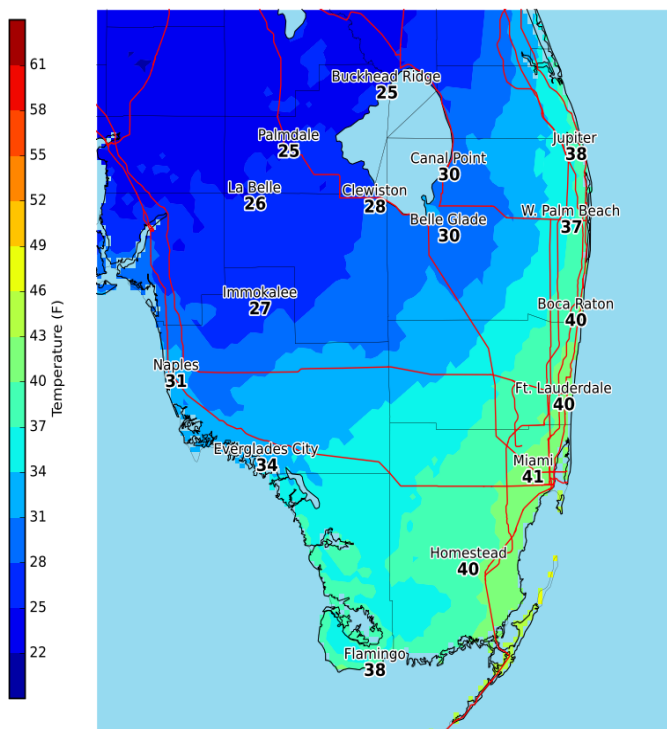 61
58
55
52
49
46
43
40
37
34
31
28
25
22
Temperature (F)
Buckhead Ridge
25
Palmdale
25
Jupiter
38
Canal Point
30
La Belle
26
Clewiston
28
W. Palm Beach
37
Belle Glade
30
Immokalee
27
Boca Raton
40
Naples
31
Ft. Lauderdale
40
Everglades City
34
Miami
41
Homestead
40
Flamingo
38